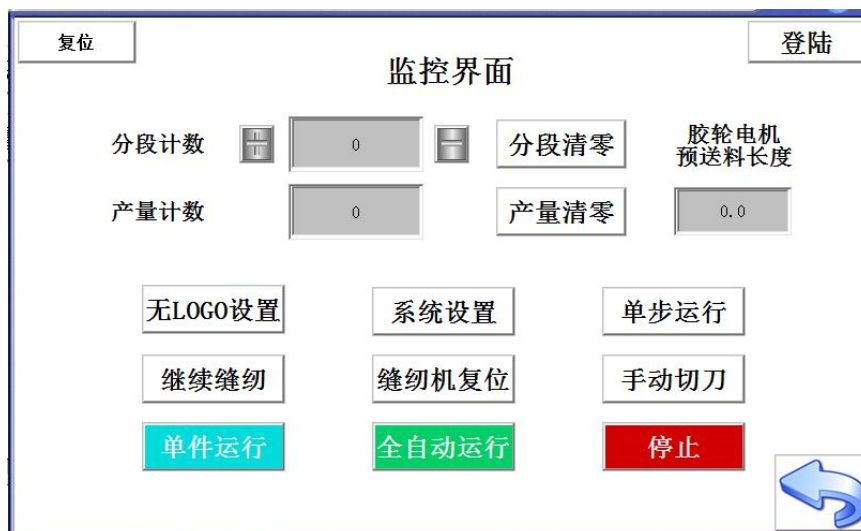 复位
登陆
监控界面
分段计数
0
分段清零
胶轮电机
预送料长度
产量计数
0
产量清零
0.0
无LOGO设置
系统设置
单步运行
继续缝纫
缝纫机复位
手动切刀
单件运行
全自动运行
停止